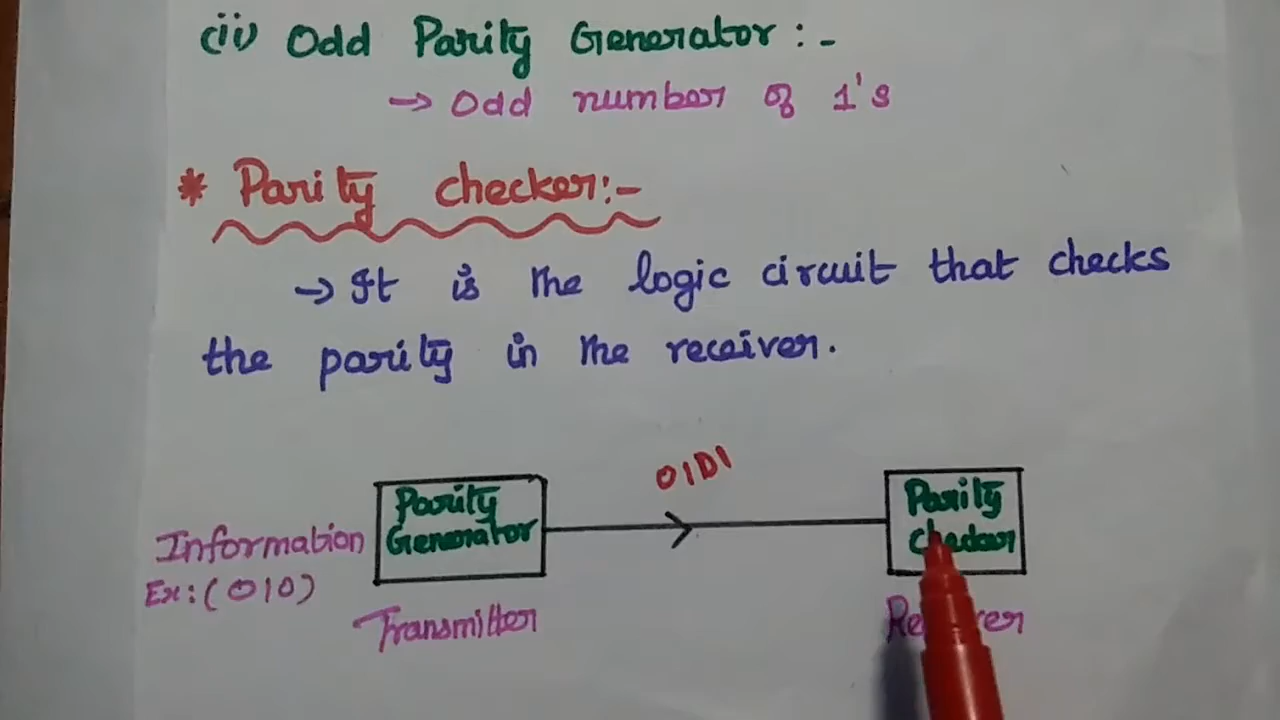 (ii) Odd Parity Generator : -
→ Odd number of 1's
* Parity checker:-
→ It is the logic circuit that checks
the parity in the receiver.
0101
Parity
Generator
Parity
Information
Ex: (010)
Transmitter